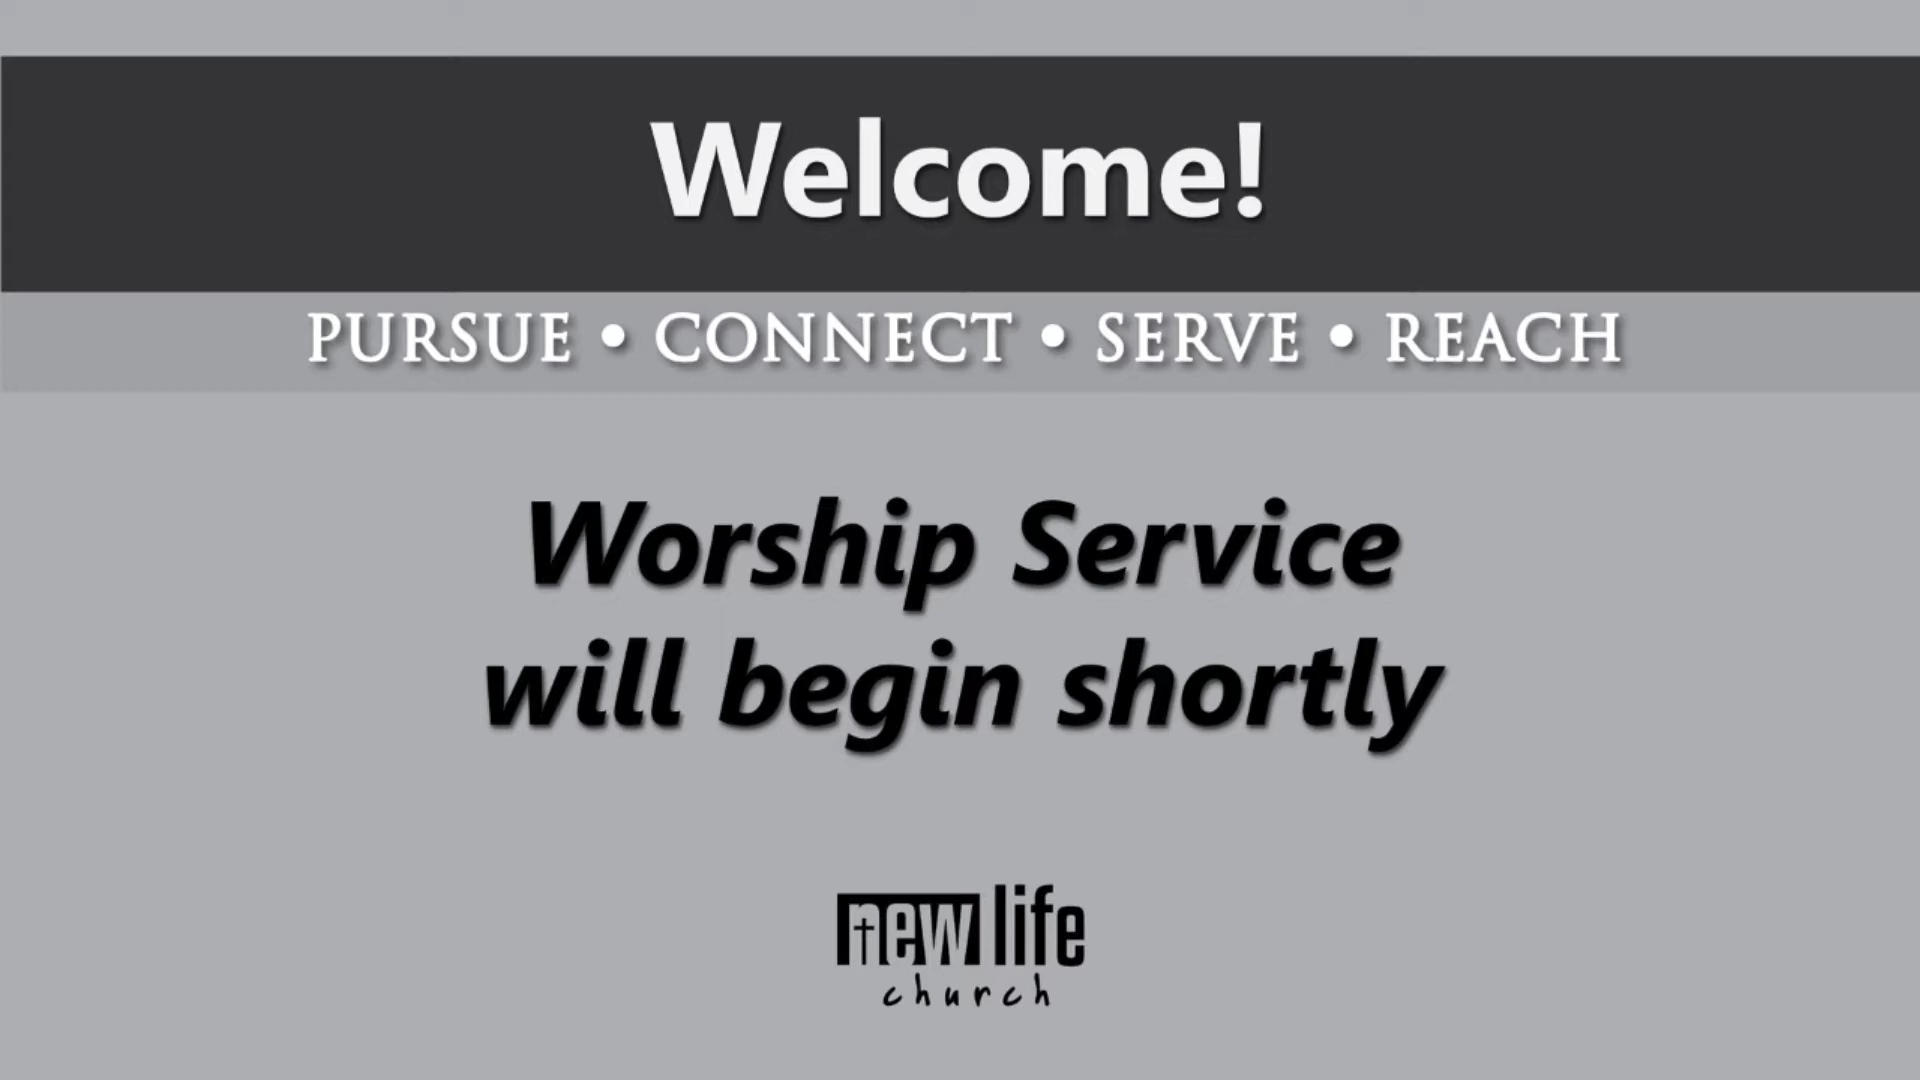 Welcome!
PURSUE • CONNECT • SERVE • REACH
Worship Service
will begin shortly
new life
church